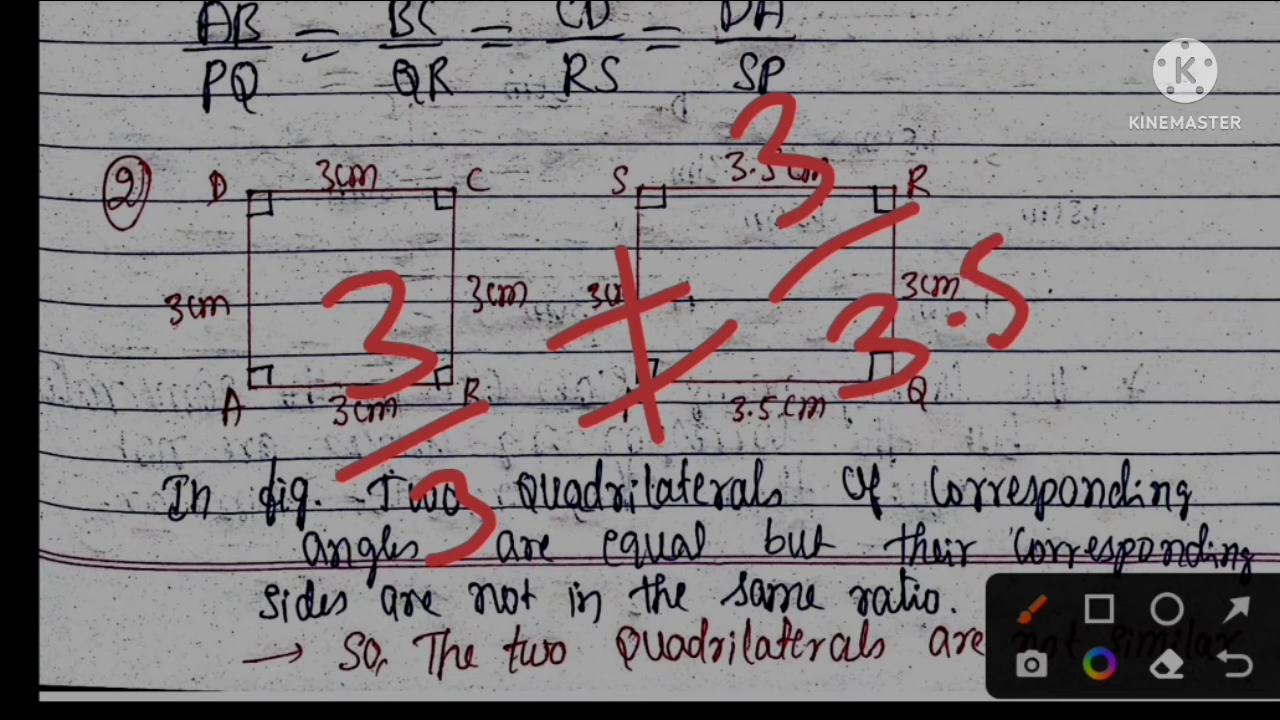 AB = BC = CD = DA
PQ QR RS SP
K
KINEMASTER
3
② D 3cm C S 3.5cm R
3cm 3 3cm ≠ 3cm 3 3cm .5
A 3cm B 3.5cm Q
3
In fig. Two Quadrilaterals of Corresponding
angles are equal but their Corresponding
sides are not in the same ratio.
→ So, The two Quadrilaterals are not similar